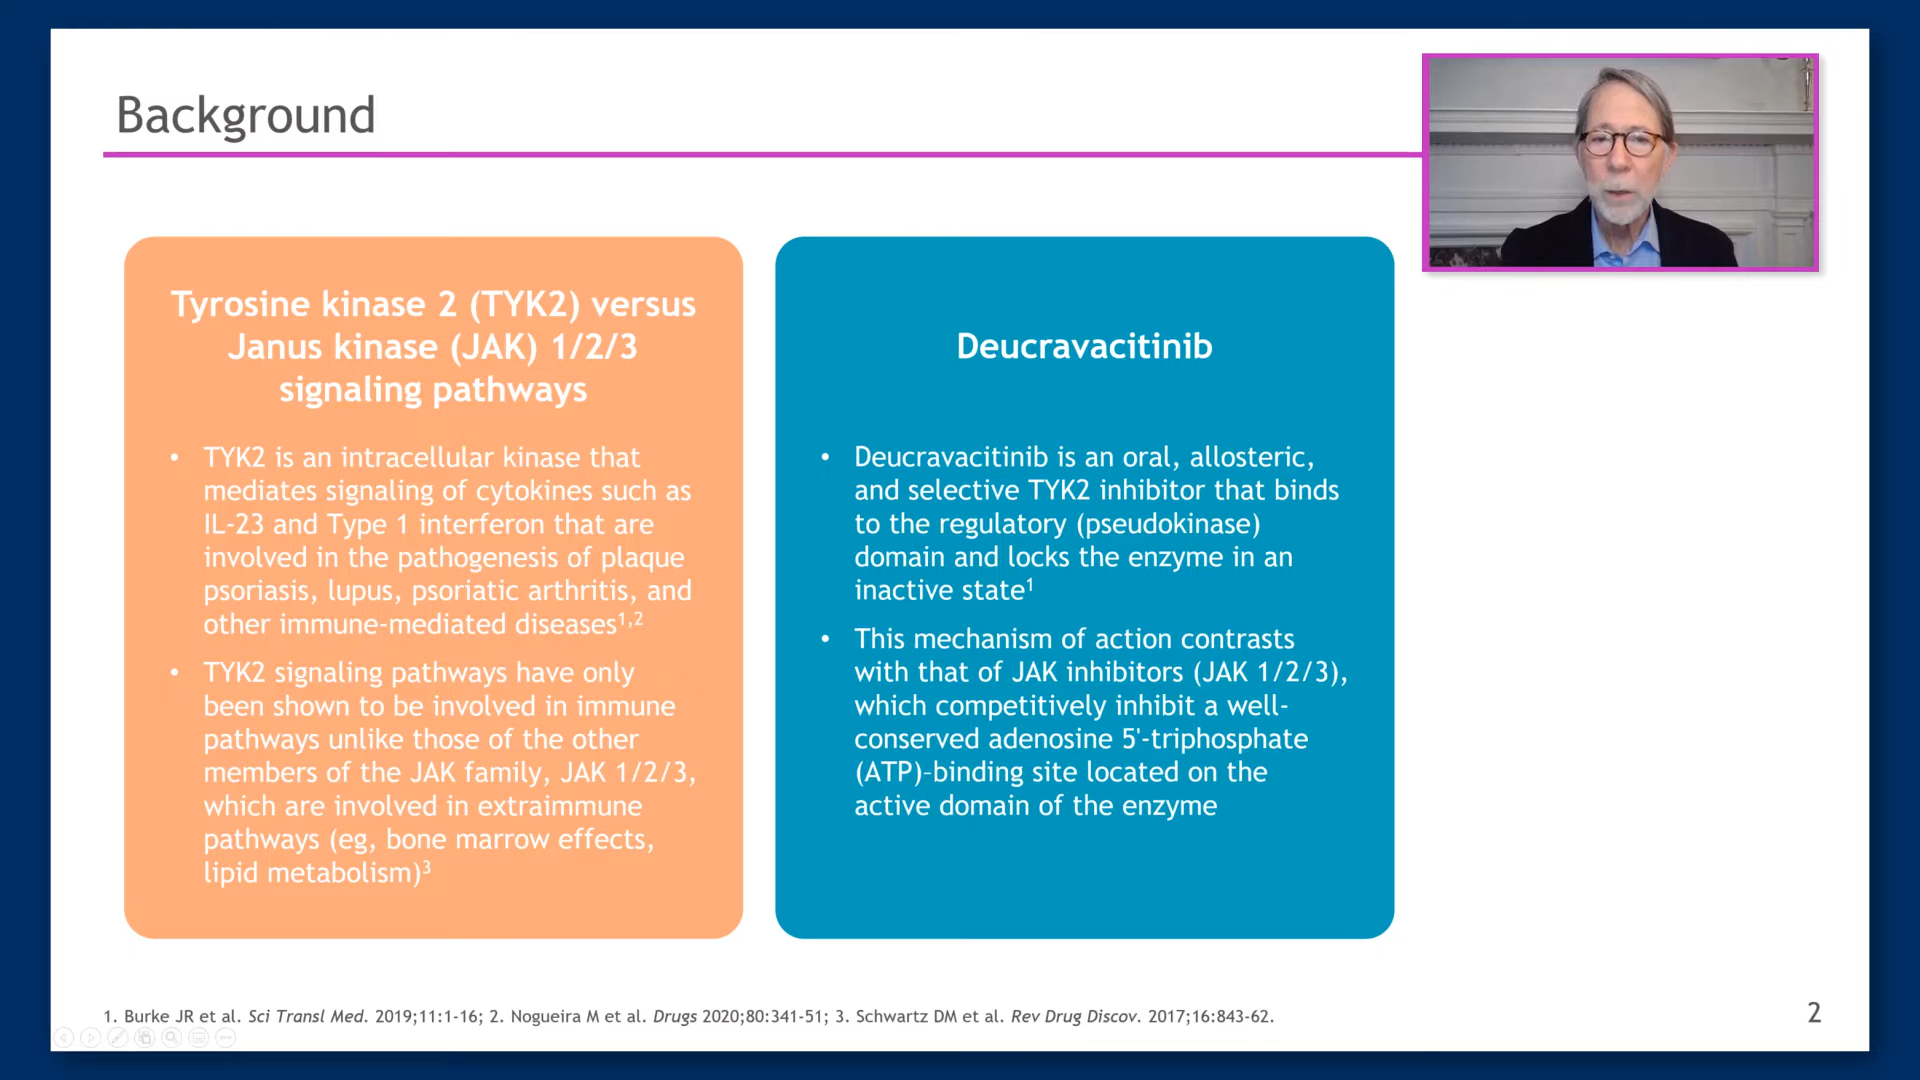 Background
Tyrosine kinase 2 (TYK2) versus
Janus kinase (JAK) 1/2/3
signaling pathways
• TYK2 is an intracellular kinase that
mediates signaling of cytokines such as
IL-23 and Type 1 interferon that are
involved in the pathogenesis of plaque
psoriasis, lupus, psoriatic arthritis, and
other immune-mediated diseases1,2
• TYK2 signaling pathways have only
been shown to be involved in immune
pathways unlike those of the other
members of the JAK family, JAK 1/2/3,
which are involved in extraimmune
pathways (eg, bone marrow effects,
lipid metabolism)3
Deucravacitinib
• Deucravacitinib is an oral, allosteric,
and selective TYK2 inhibitor that binds
to the regulatory (pseudokinase)
domain and locks the enzyme in an
inactive state1
• This mechanism of action contrasts
with that of JAK inhibitors (JAK 1/2/3),
which competitively inhibit a well-
conserved adenosine 5'-triphosphate
(ATP)–binding site located on the
active domain of the enzyme
1. Burke JR et al. Sci Transl Med. 2019;11:1-16; 2. Nogueira M et al. Drugs 2020;80:341-51; 3. Schwartz DM et al. Rev Drug Discov. 2017;16:843-62.
2